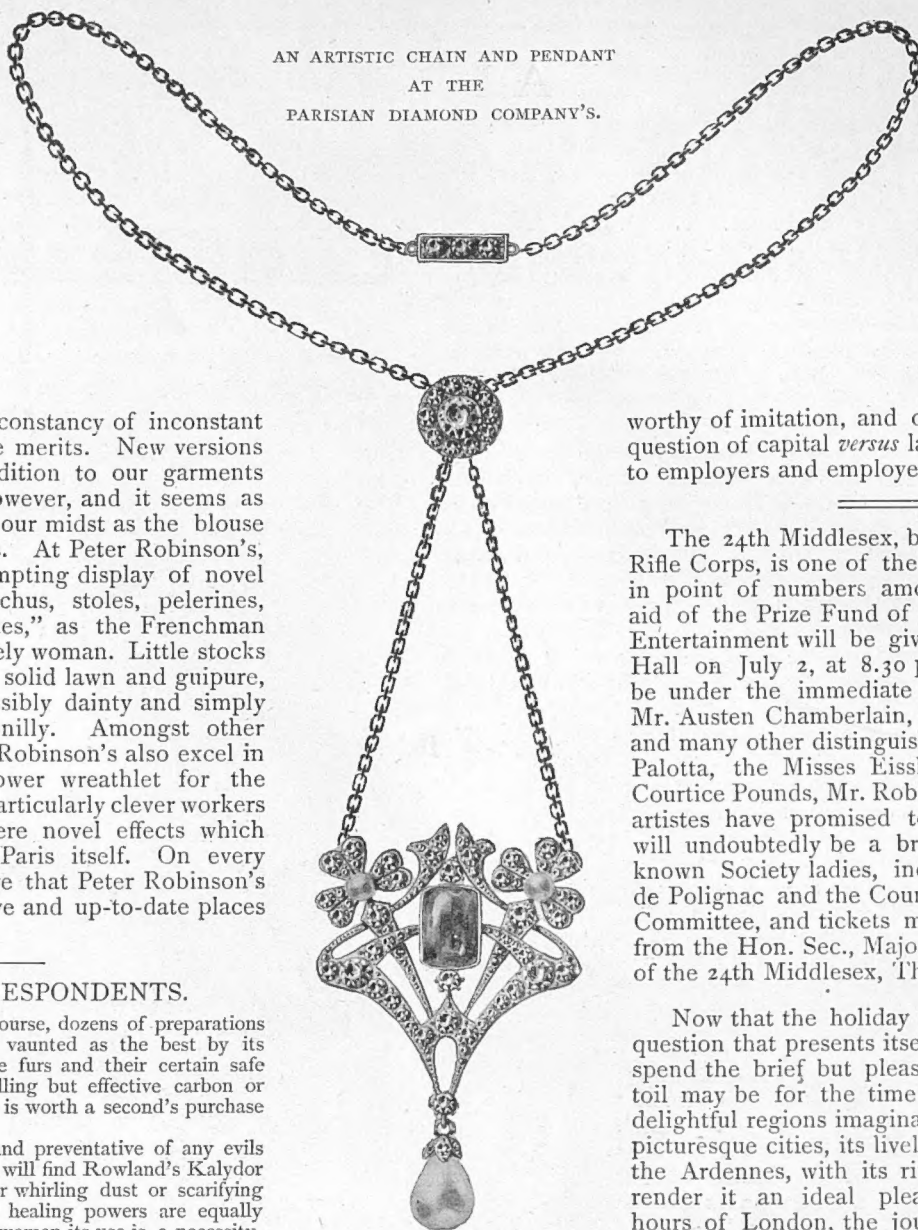 AN ARTISTIC CHAIN AND PENDANT
AT THE
PARISIAN DIAMOND COMPANY'S.
constancy of inconstant
merits. New versions
dition to our garments
owever, and it seems as
our midst as the blouse
s. At Peter Robinson's,
mpting display of novel
chus, stoles, pelerines,
es," as the Frenchman
ely woman. Little stocks
solid lawn and guipure,
sibly dainty and simply
nilly. Amongst other
Robinson's also excel in
ower wreathlet for the
articularly clever workers
ere novel effects which
Paris itself. On every
e that Peter Robinson's
ve and up-to-date places
ESPONDENTS.
ourse, dozens of preparations
vaunted as the best by its
e furs and their certain safe
lling but effective carbon or
is worth a second's purchase
nd preventative of any evils
will find Rowland's Kalydor
r whirling dust or scarifying
healing powers are equally
women its use is a necessity.
worthy of imitation, and
question of capital versus la
to employers and employe
The 24th Middlesex, b
Rifle Corps, is one of the
in point of numbers amo
aid of the Prize Fund of
Entertainment will be giv
Hall on July 2, at 8.30 p
be under the immediate
Mr. Austen Chamberlain,
and many other distinguis
Palotta, the Misses Eissl
Courtice Pounds, Mr. Rob
artistes have promised to
will undoubtedly be a br
known Society ladies, inc
de Polignac and the Coun
Committee, and tickets m
from the Hon. Sec., Majo
of the 24th Middlesex, Th
Now that the holiday
question that presents itse
spend the brief but pleas
toil may be for the time
delightful regions imagina
picturesque cities, its livel
the Ardennes, with its ri
render it an ideal plea
hours of London, the jou